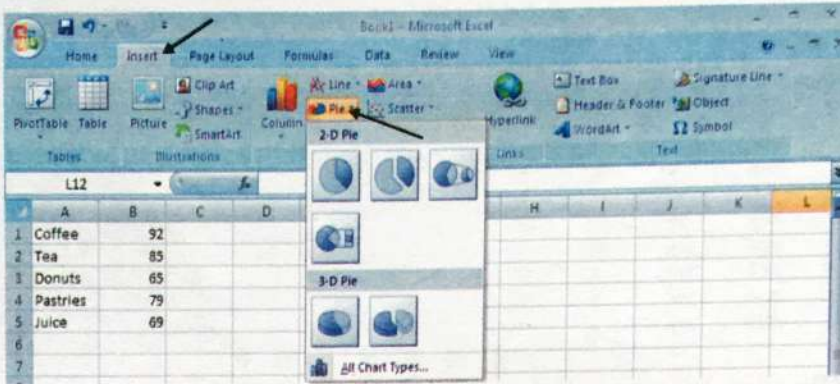 Book1 - Microsoft Excel
Home Insert Page Layout Formulas Data Review View
PivotTable Table Picture Clip Art Shapes SmartArt Column Line Pie Area Scatter Hyperlink Text Box Header & Footer WordArt Signature Line Object Symbol
Tables Illustrations Links Text
2-D Pie
3-D Pie
All Chart Types...
L12 fx
A B C D H I J K L
1 Coffee 92
2 Tea 85
3 Donuts 65
4 Pastries 79
5 Juice 69
6
7